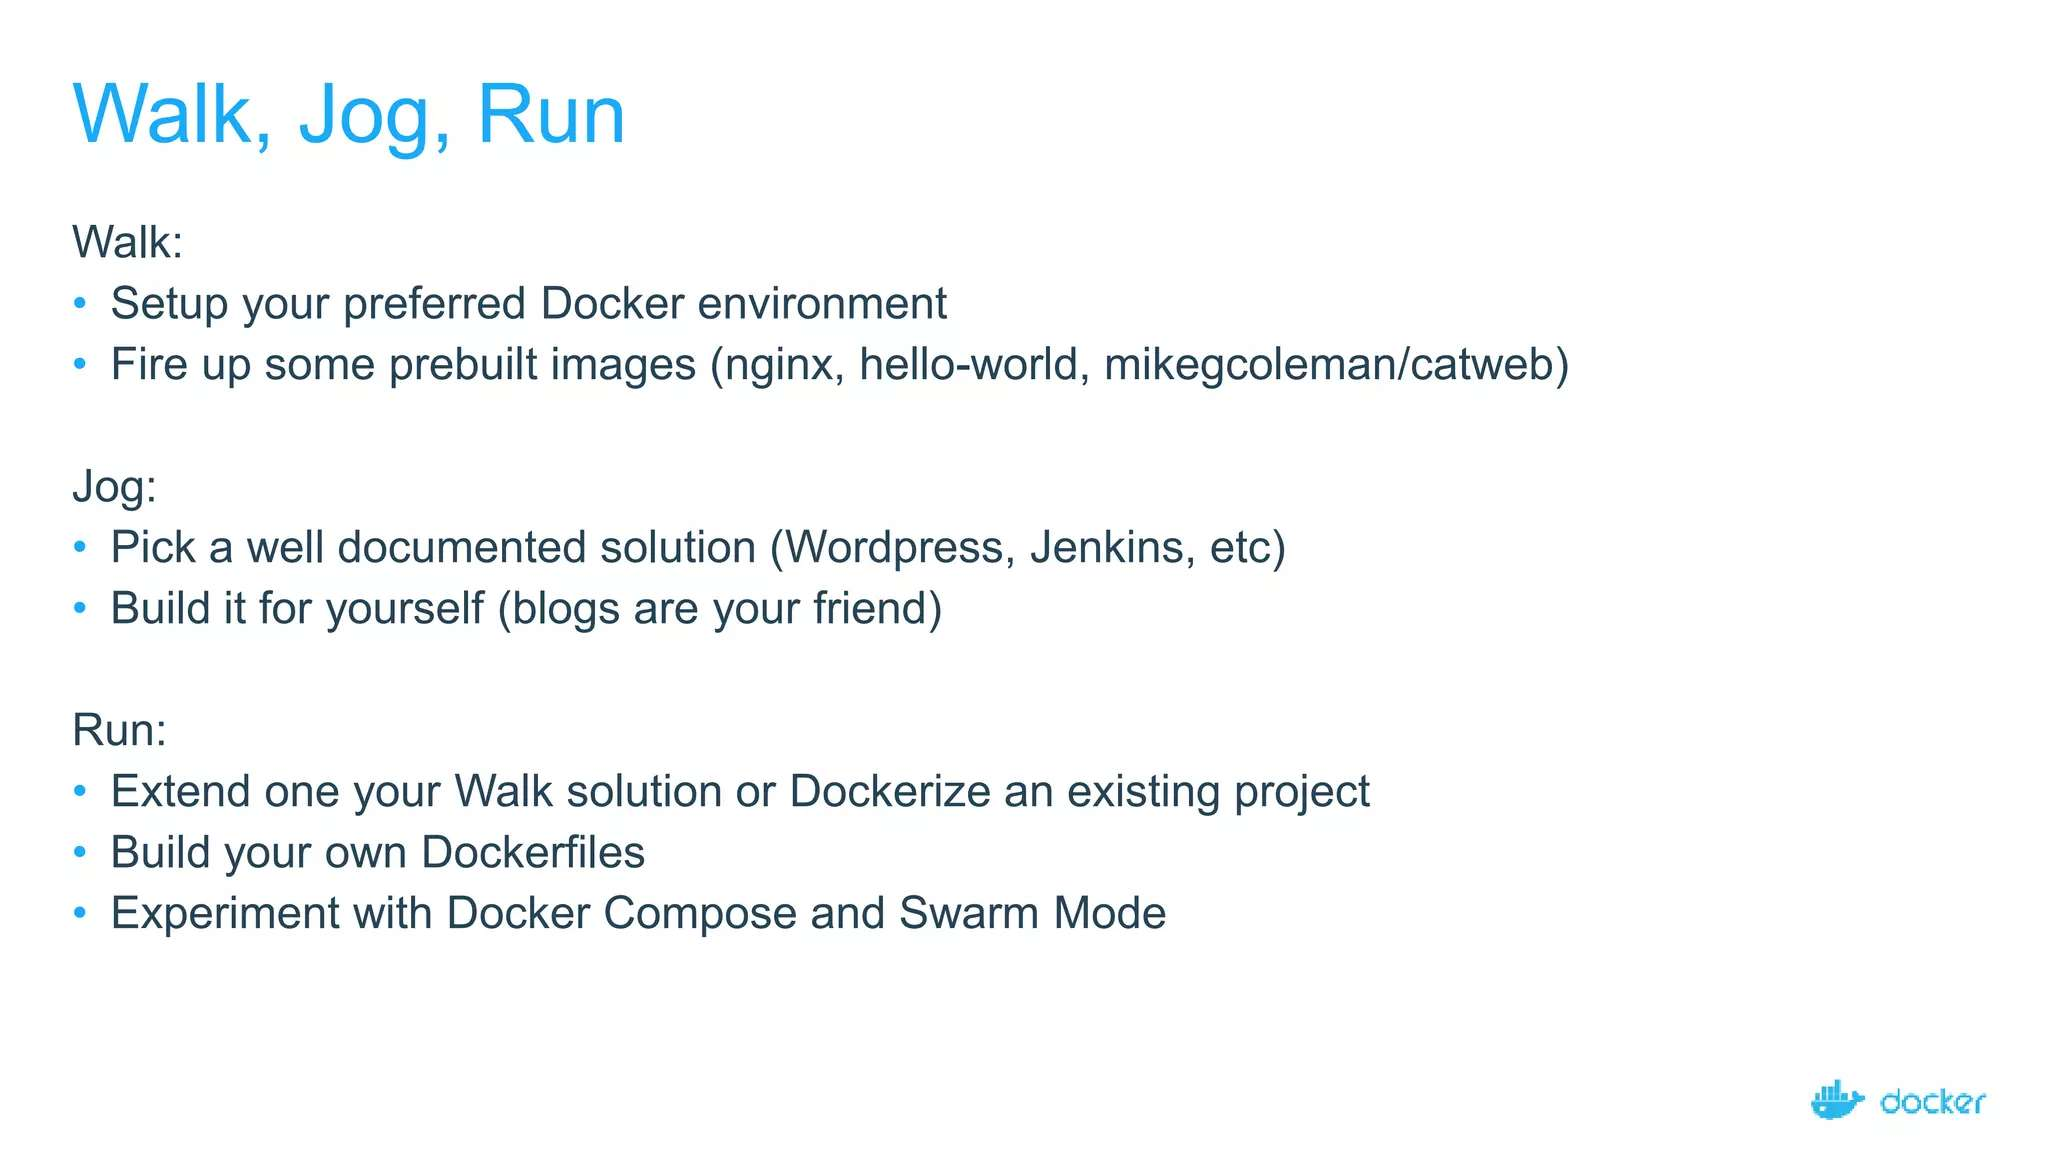 Walk, Jog, Run
Walk:
• Setup your preferred Docker environment
• Fire up some prebuilt images (nginx, hello-world, mikegcoleman/catweb)
Jog:
• Pick a well documented solution (Wordpress, Jenkins, etc)
• Build it for yourself (blogs are your friend)
Run:
• Extend one your Walk solution or Dockerize an existing project
• Build your own Dockerfiles
• Experiment with Docker Compose and Swarm Mode
docker